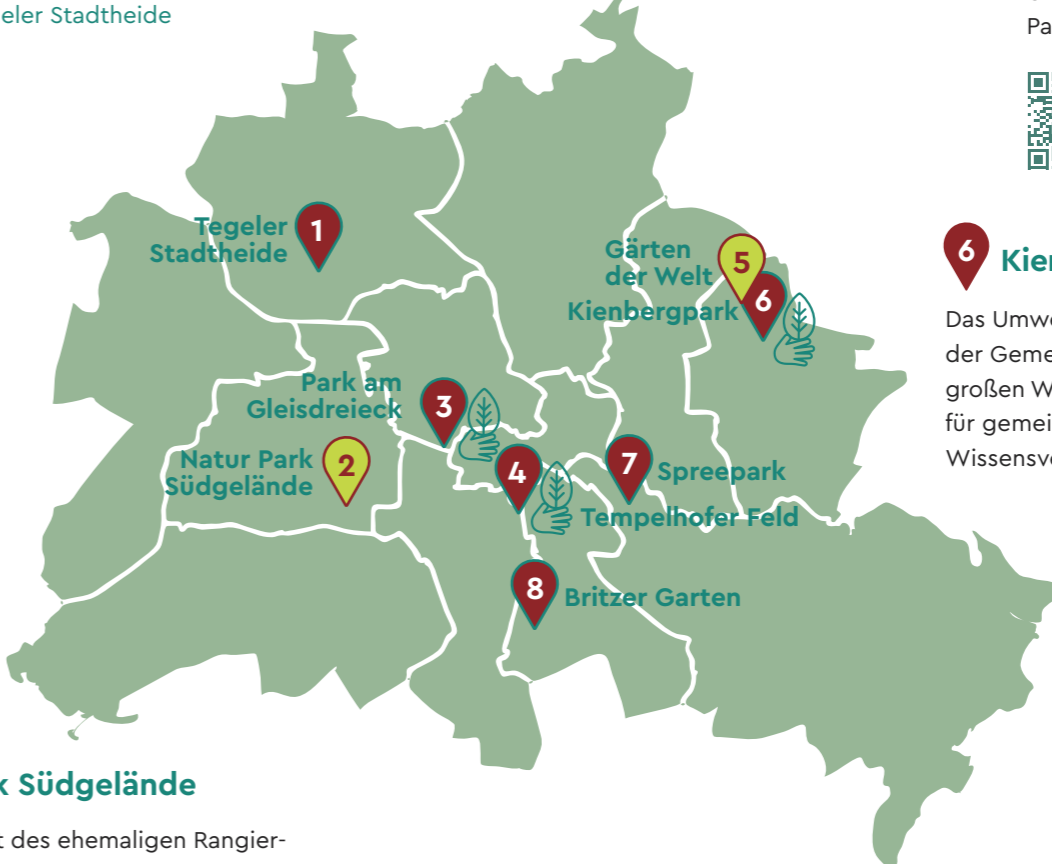 eler Stadtheide
Pa
Tegeler
Stadtheide
1
Gärten
der Welt
5
Kienbergpark
6
6 Kier
Das Umwe
der Geme
großen W
für gemei
Wissensv
Park am
Gleisdreieck
3
Natur Park
Südgelände
2
4
7
Spreepark
Tempelhofer Feld
8
Britzer Garten
k Südgelände
t des ehemaligen Rangier-